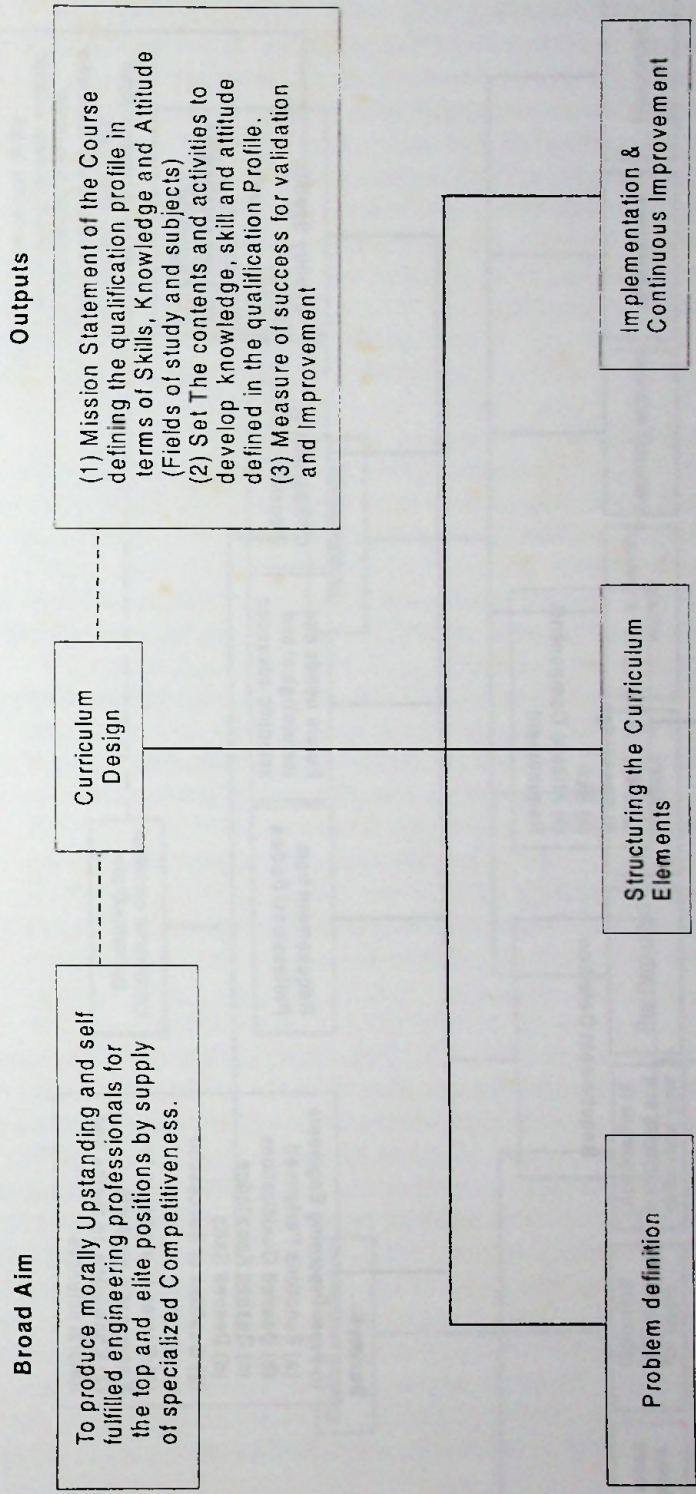 Broad Aim
To produce morally Upstanding and self
fulfilled engineering professionals for
the top and elite positions by supply
of specialized Competitiveness.
Curriculum
Design
Outputs
(1) Mission Statement of the Course
defining the qualification profile in
terms of Skills, Knowledge and Attitude
(Fields of study and subjects)
(2) Set The contents and activities to
develop knowledge, skill and attitude
defined in the qualification Profile.
(3) Measure of success for validation
and Improvement
Problem definition
Structuring the Curriculum
Elements
Implementation &
Continuous Improvement